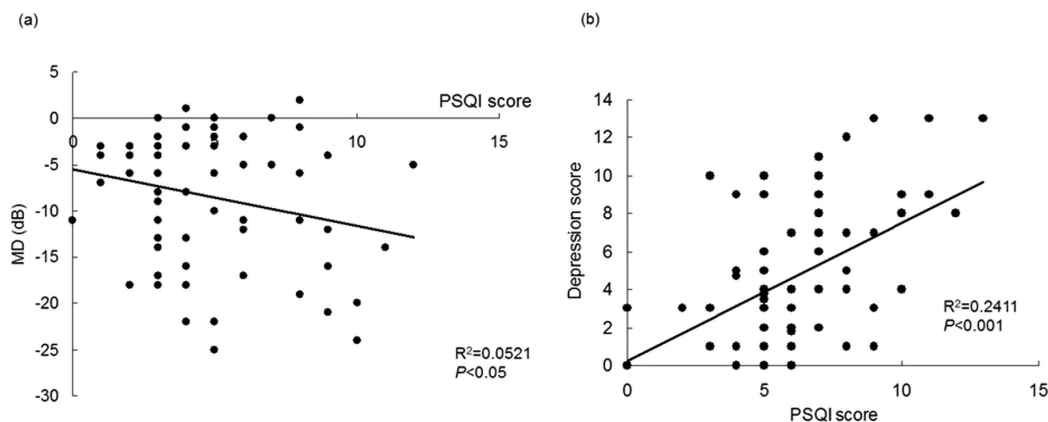 (a)
5
0
-5
-10
-15
-20
-25
-30
MD (dB)
0
5
10
15
PSQI score
R²=0.0521
P<0.05
(b)
14
12
10
8
6
4
2
0
Depression score
0
5
10
15
PSQI score
R²=0.2411
P<0.001